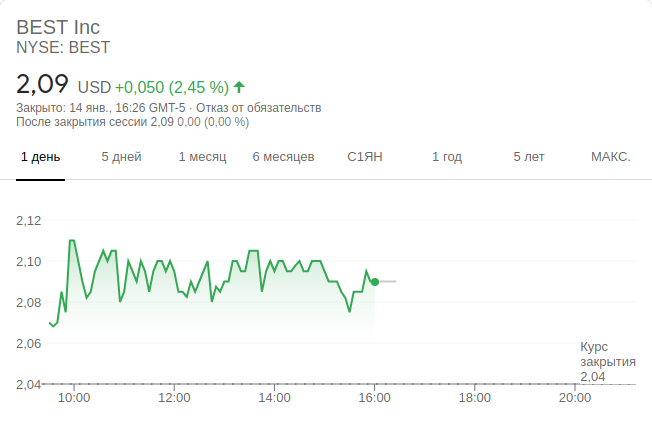 BEST Inc
NYSE: BEST
2,09 USD +0,050 (2,45 %)
Закрыто: 14 янв., 16:26 GMT-5 · Отказ от обязательств
После закрытия сессии 2,09 0,00 (0,00 %)
1 день 5 дней 1 месяц 6 месяцев С1ЯН 1 год 5 лет МАКС.
2,12
2,10
2,08
2,06
Курс
закрытия
2,04
2,04
10:00 12:00 14:00 16:00 18:00 20:00